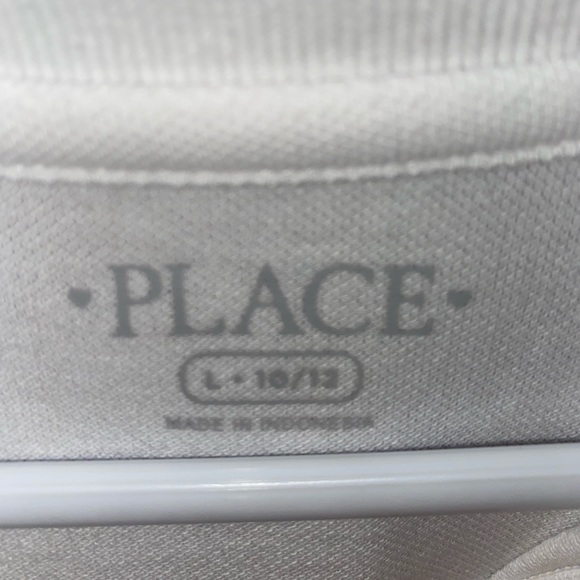 ♥PLACE♥
L • 10/12
MADE IN INDONESIA